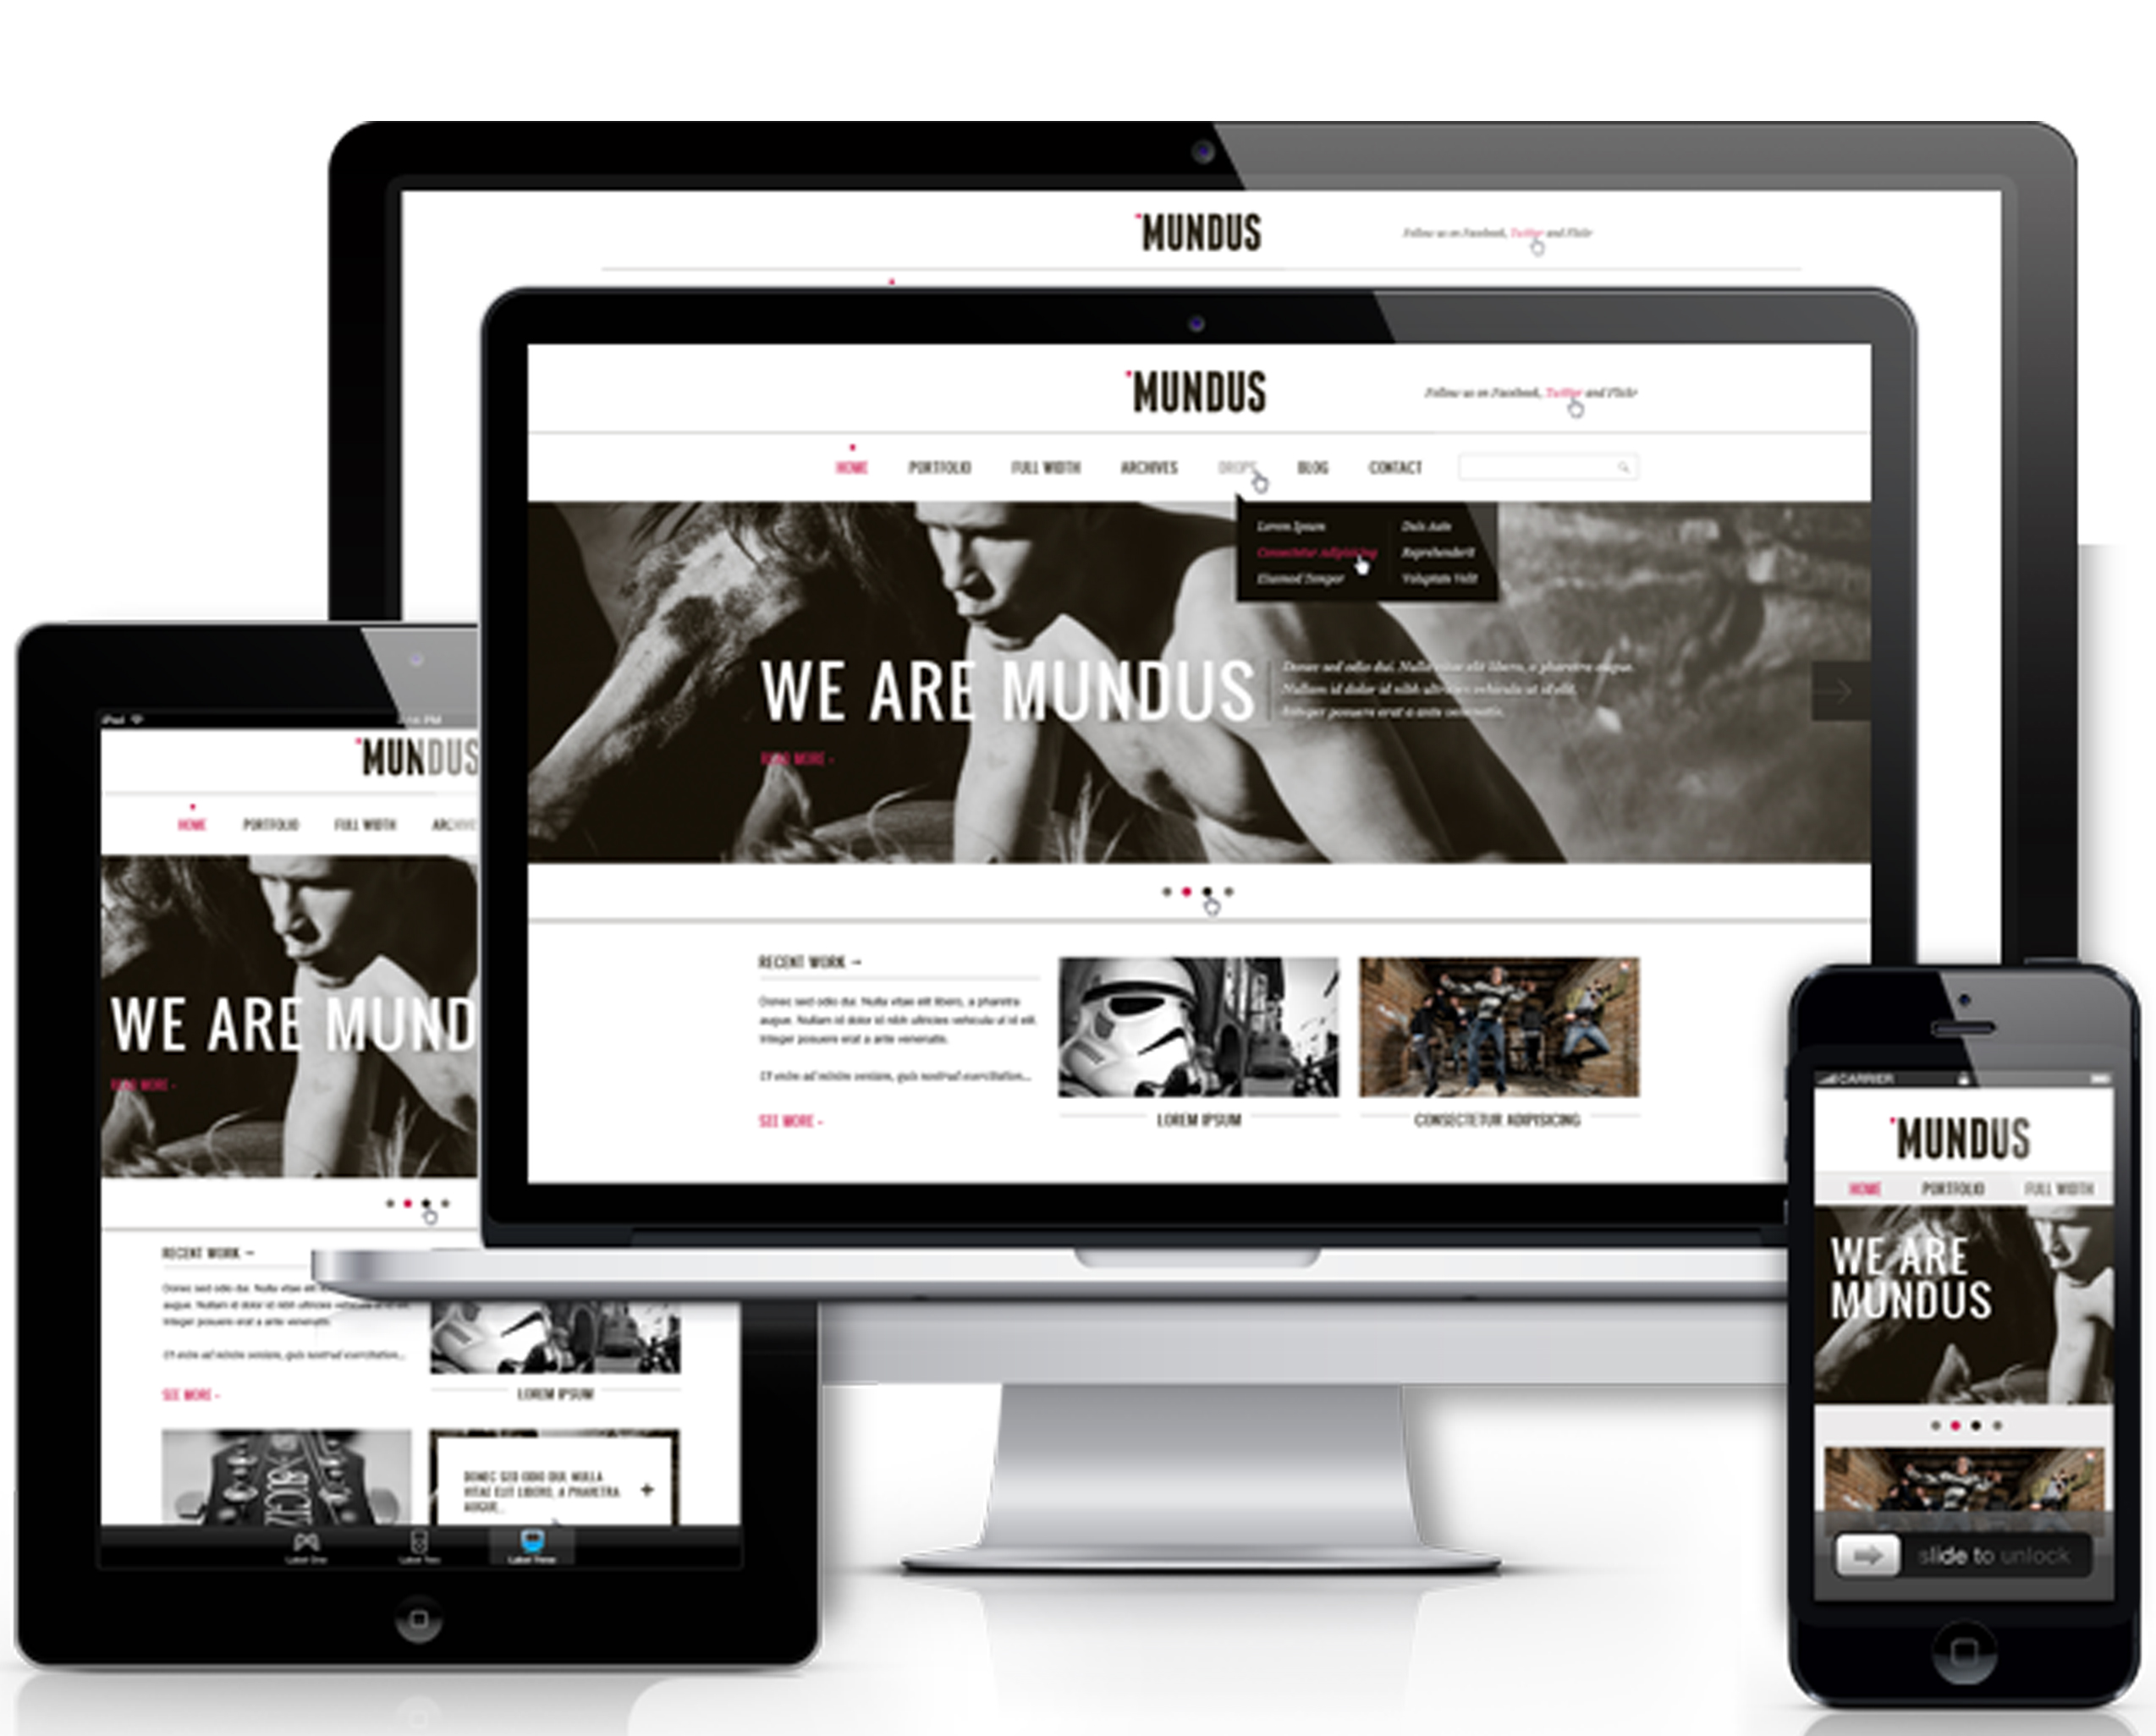 MUNDUS
Follow us on Facebook, Twitter and Flickr
MUNDUS
Follow us on Facebook, Twitter and Flickr
HOME PORTFOLIO FULL WIDTH ARCHIVES DROPS BLOG CONTACT
Lorem Ipsum Duis Aute
Consectetur Adipisicing Reprehenderit
Eiusmod Tempor Voluptate Velit
WE ARE MUNDUS
Donec sed odio dui. Nulla vitae elit libero, a pharetra augue.
Nullam id dolor id nibh ultricies vehicula ut id elit.
Integer posuere erat a ante venenatis.
READ MORE
RECENT WORK
Donec sed odio dui. Nulla vitae elit libero, a pharetra
augue. Nullam id dolor id nibh ultricies vehicula ut id elit.
Integer posuere erat a ante venenatis.
Ut enim ad minim veniam, quis nostrud exercitation...
SEE MORE
LOREM IPSUM
CONSECTETUR ADIPISICING
iPad PM
MUNDUS
HOME PORTFOLIO FULL WIDTH ARCHIVE
WE ARE MUND
READ MORE
RECENT WORK
Donec sed odio dui. Nulla vitae elit
augue. Nullam id dolor id nibh ultricies vehicula ut id elit.
Integer posuere erat a ante venenatis.
Ut enim ad minim veniam, quis nostrud exercitation...
SEE MORE
LOREM IPSUM
DONEC SED ODIO DUI. NULLA
VITAE ELIT LIBERO, A PHARETRA
AUGUE... +
Label One Label Two Label Three
CARRIER
MUNDUS
HOME PORTFOLIO FULL WIDTH
WE ARE
MUNDUS
slide to unlock